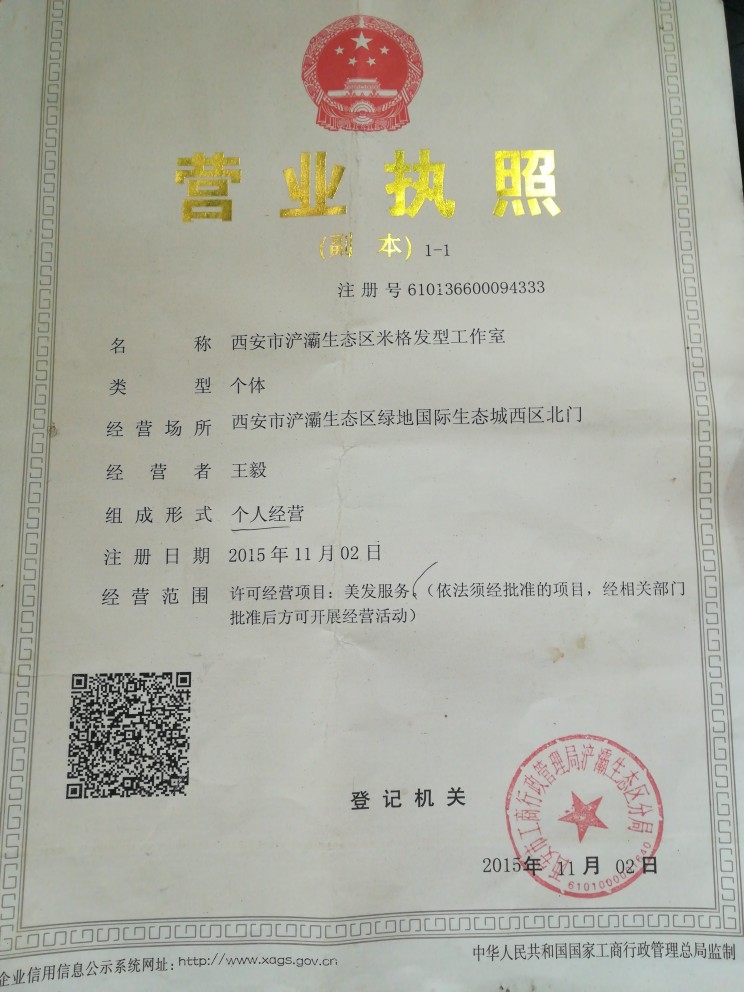 营业执照
(副 本) 1-1
注册号 610136600094333
名 称 西安市浐灞生态区米格发型工作室
类 型 个体
经营场所 西安市浐灞生态区绿地国际生态城西区北门
经 营 者 王毅
组成形式 个人经营
注册日期 2015年11月02日
经营范围 许可经营项目：美发服务。（依法须经批准的项目，经相关部门
批准后方可开展经营活动）
登记机关
西安市工商行政管理局浐灞生态区分局
2015年 11月 02日
企业信用信息公示系统网址：http://www.xags.gov.cn
中华人民共和国国家工商行政管理总局监制